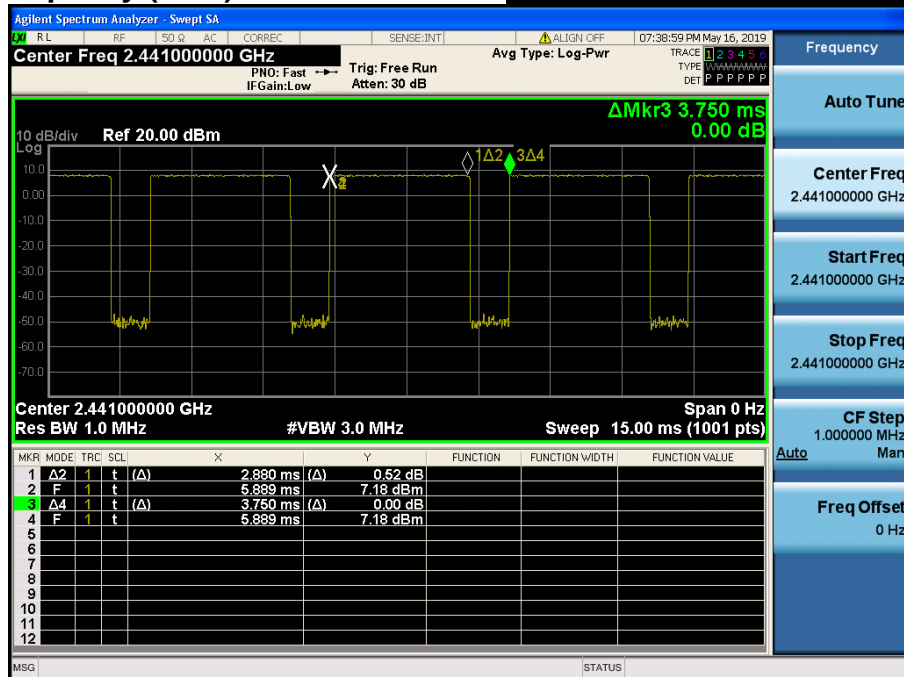 Agilent Spectrum Analyzer - Swept SA
LXI RL RF 50 Ω AC CORREC SENSE:INT ALIGN OFF 07:38:59 PM May 16, 2019
Center Freq 2.441000000 GHz
PNO: Fast
IFGain:Low
Trig: Free Run
Atten: 30 dB
Avg Type: Log-Pwr
TRACE 1 2 3 4 5 6
TYPE
DET P P P P P P
ΔMkr3 3.750 ms
0.00 dB
10 dB/div Ref 20.00 dBm
Log
10.0
0.00
-10.0
-20.0
-30.0
-40.0
-50.0
-60.0
-70.0
1Δ2
3Δ4
Center 2.441000000 GHz Span 0 Hz
Res BW 1.0 MHz #VBW 3.0 MHz Sweep 15.00 ms (1001 pts)
MKR MODE TRC SCL X Y FUNCTION FUNCTION WIDTH FUNCTION VALUE
1 Δ2 1 t (Δ) 2.880 ms (Δ) 0.52 dB
2 F 1 t 5.889 ms 7.18 dBm
3 Δ4 1 t (Δ) 3.750 ms (Δ) 0.00 dB
4 F 1 t 5.889 ms 7.18 dBm
5
6
7
8
9
10
11
12
MSG STATUS
Frequency
Auto Tune
Center Freq
2.441000000 GHz
Start Freq
2.441000000 GHz
Stop Freq
2.441000000 GHz
CF Step
1.000000 MHz
Auto Man
Freq Offset
0 Hz